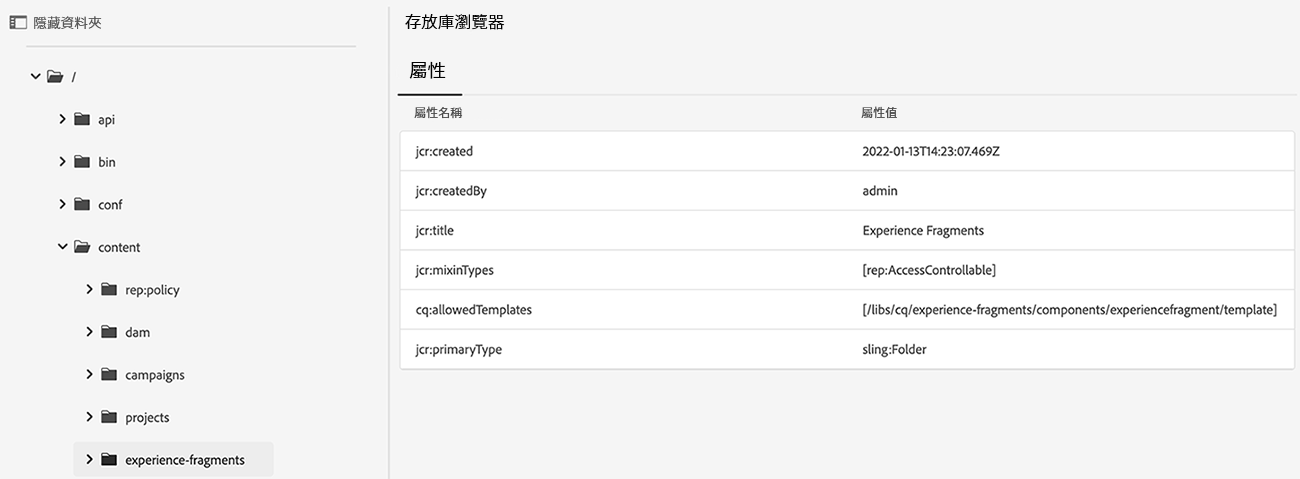 隱藏資料夾
/
api
bin
conf
content
rep:policy
dam
campaigns
projects
experience-fragments
存放庫瀏覽器
屬性
屬性名稱 屬性值
jcr:created 2022-01-13T14:23:07.469Z
jcr:createdBy admin
jcr:title Experience Fragments
jcr:mixinTypes [rep:AccessControllable]
cq:allowedTemplates [/libs/cq/experience-fragments/components/experiencefragment/template]
jcr:primaryType sling:Folder